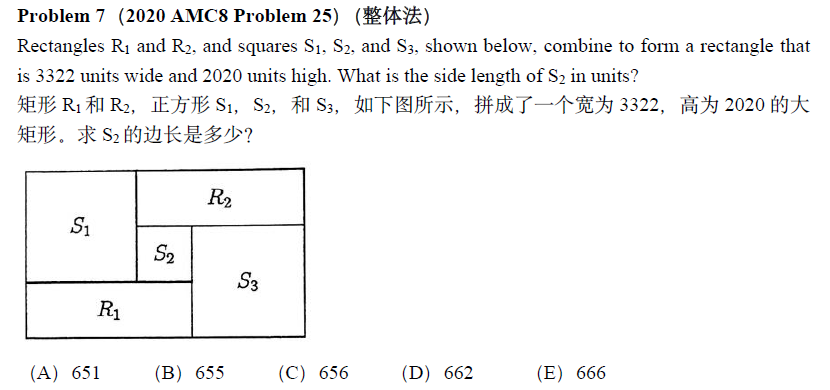 Problem 7 (2020 AMC8 Problem 25) (整体法)
Rectangles R₁ and R₂, and squares S₁, S₂, and S₃, shown below, combine to form a rectangle that
is 3322 units wide and 2020 units high. What is the side length of S₂ in units?
矩形 R₁和 R₂，正方形 S₁，S₂，和 S₃，如下图所示，拼成了一个宽为 3322，高为 2020 的大
矩形。求 S₂的边长是多少？
R₂
S₁
S₂
S₃
R₁
(A) 651 (B) 655 (C) 656 (D) 662 (E) 666